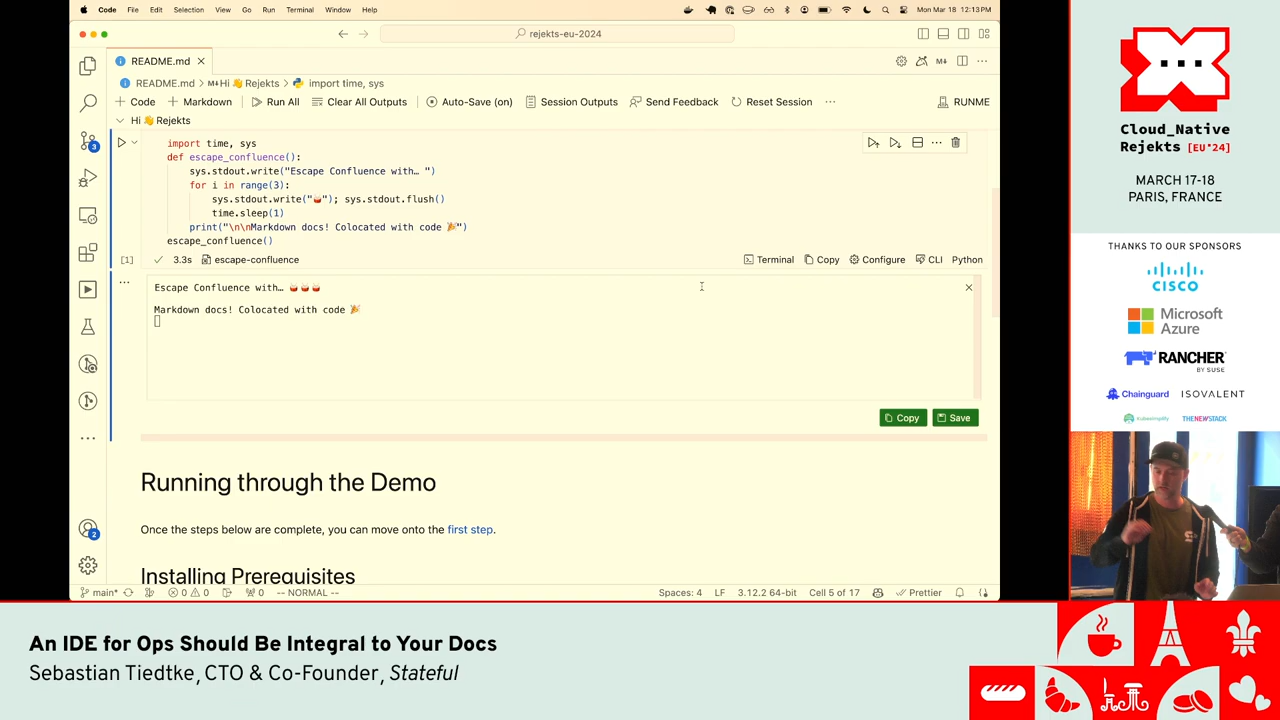 Code File Edit Selection View Go Run Terminal Window Help Mon Mar 18 12:13 PM
rejekts-eu-2024
README.md
README.md > M↓Hi 👋 Rejekts > import time, sys
Code Markdown Run All Clear All Outputs Auto-Save (on) Session Outputs Send Feedback Reset Session ... RUNME
Hi 👋 Rejekts
import time, sys
def escape_confluence():
sys.stdout.write("Escape Confluence with… ")
for i in range(3):
sys.stdout.write("🥁"); sys.stdout.flush()
time.sleep(1)
print("\n\nMarkdown docs! Colocated with code 🎉")
escape_confluence()
[1] 3.3s escape-confluence Terminal Copy Configure CLI Python
Escape Confluence with… 🥁🥁🥁
Markdown docs! Colocated with code 🎉
Copy Save
Running through the Demo
Once the steps below are complete, you can move onto the first step.
Installing Prerequisites
3
2
main* 0 0 0 -- NORMAL -- Spaces: 4 LF 3.12.2 64-bit Cell 5 of 17 Prettier
Cloud_Native
Rejekts [EU'24]
MARCH 17-18
PARIS, FRANCE
THANKS TO OUR SPONSORS
CISCO
Microsoft
Azure
RANCHER
BY SUSE
Chainguard ISOVALENT
Kubesimplify THENEWSTACK
An IDE for Ops Should Be Integral to Your Docs
Sebastian Tiedtke, CTO & Co-Founder, Stateful